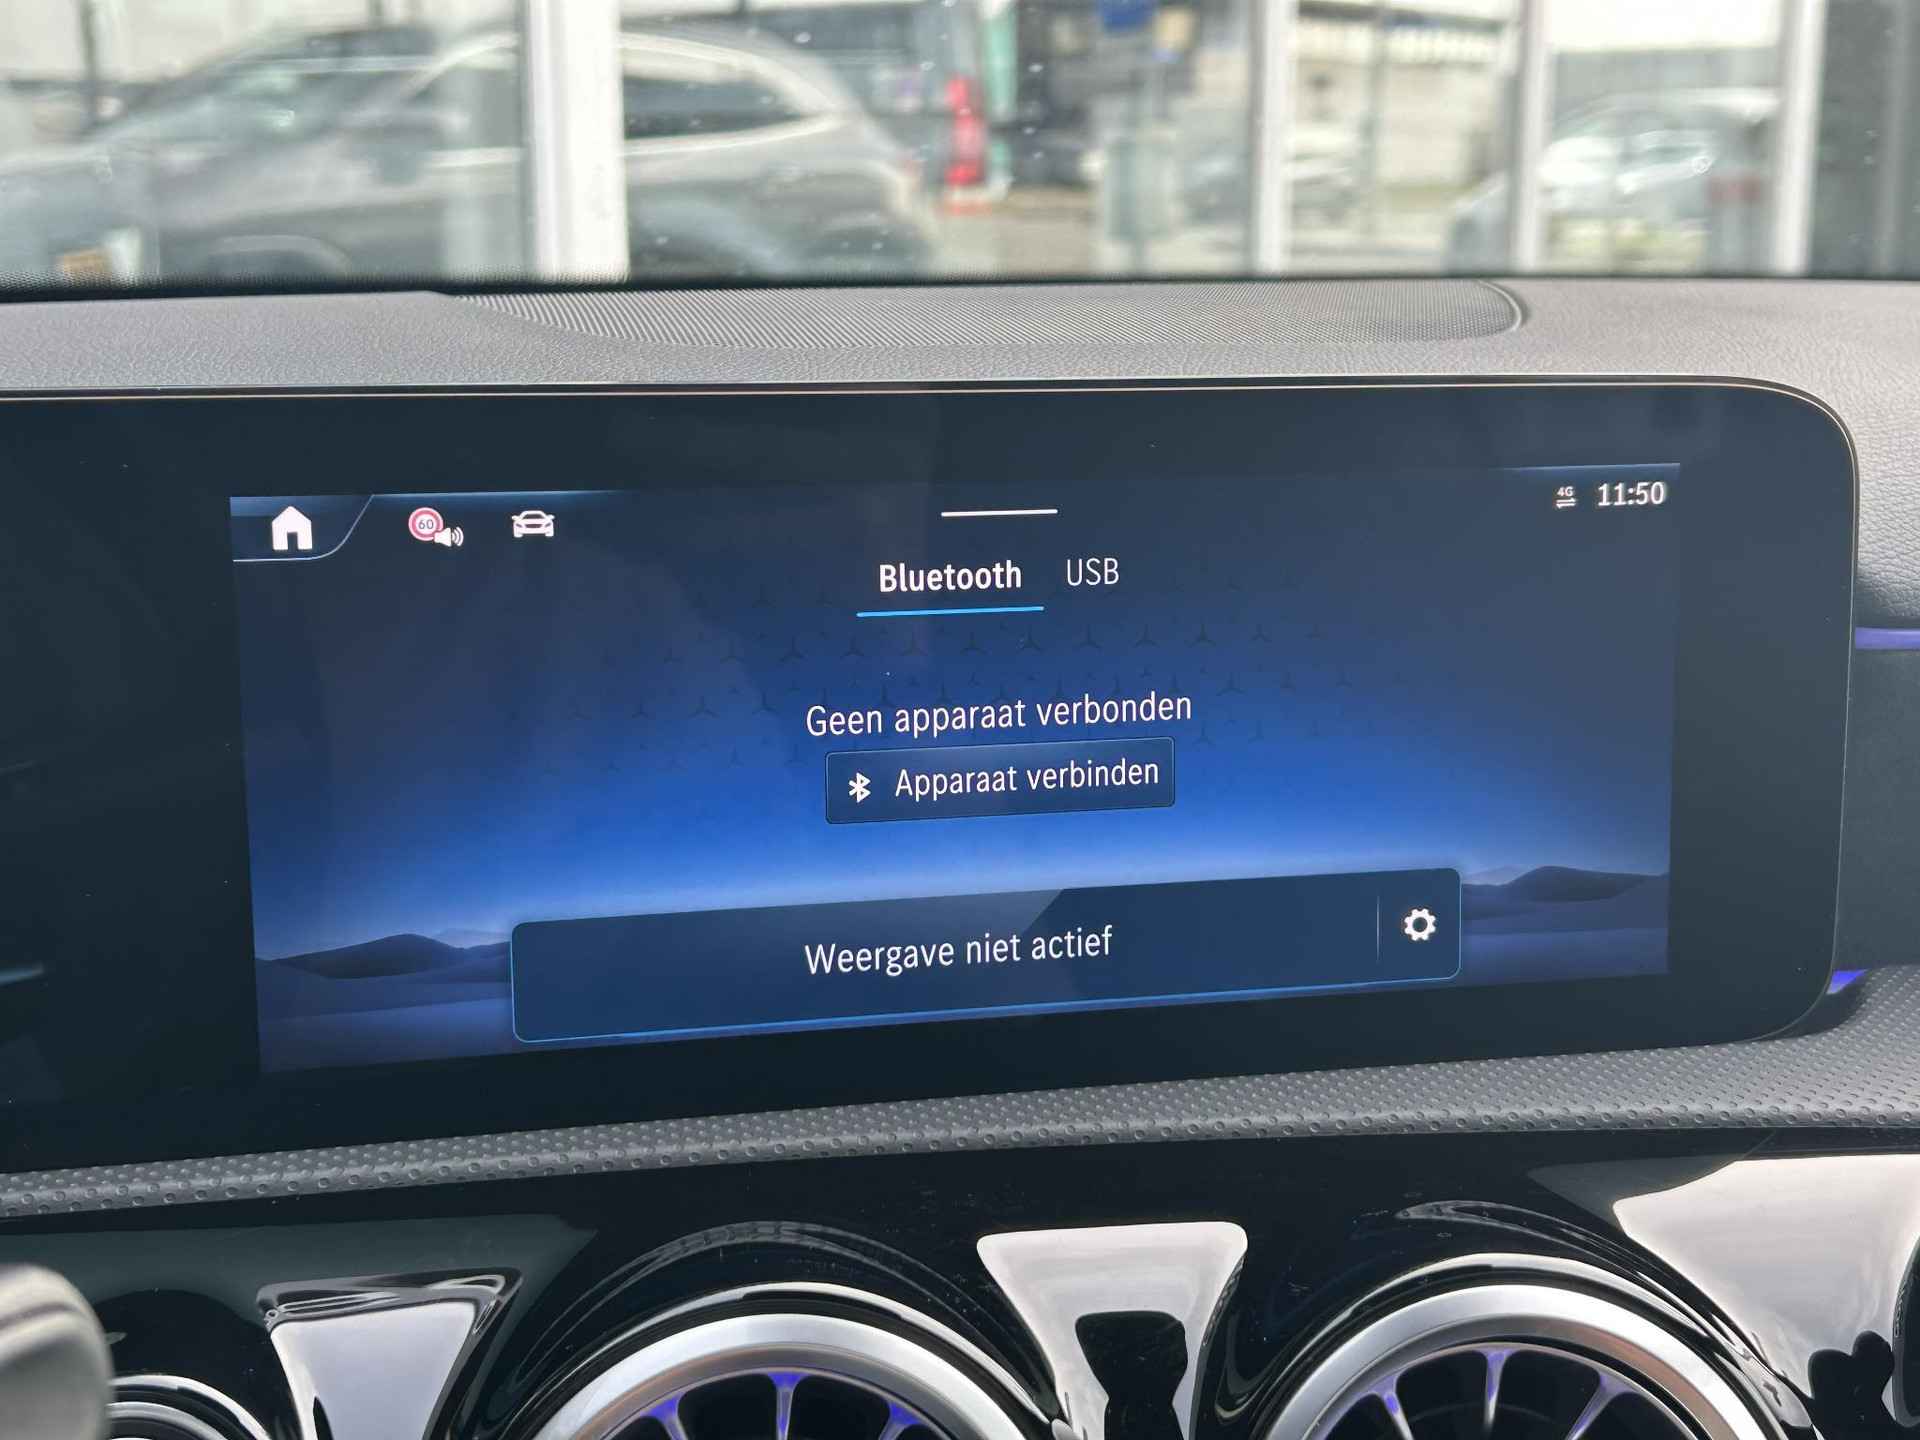 60
4G 11:50
Bluetooth USB
Geen apparaat verbonden
Apparaat verbinden
Weergave niet actief